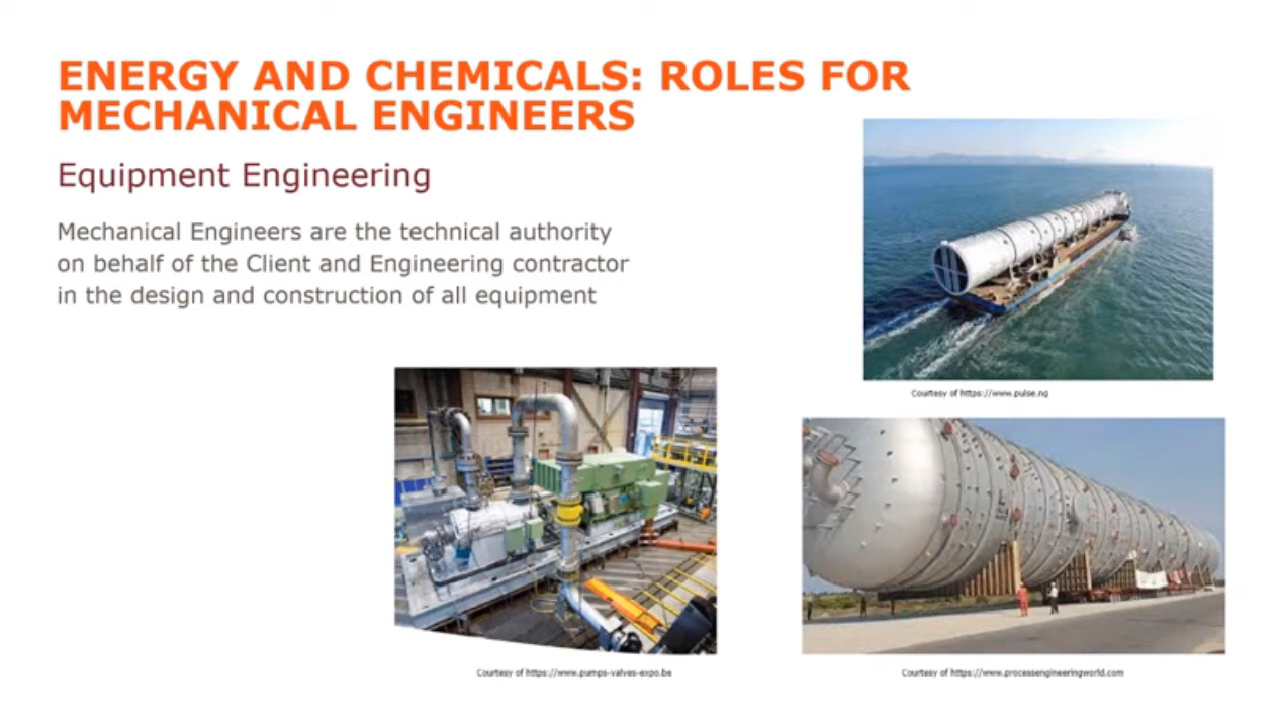 ENERGY AND CHEMICALS: ROLES FOR
MECHANICAL ENGINEERS
Equipment Engineering
Mechanical Engineers are the technical authority
on behalf of the Client and Engineering contractor
in the design and construction of all equipment
Courtesy of https://www.pulse.ng
Courtesy of https://www.pumps-valves-expo.be
Courtesy of https://www.processengineeringworld.com